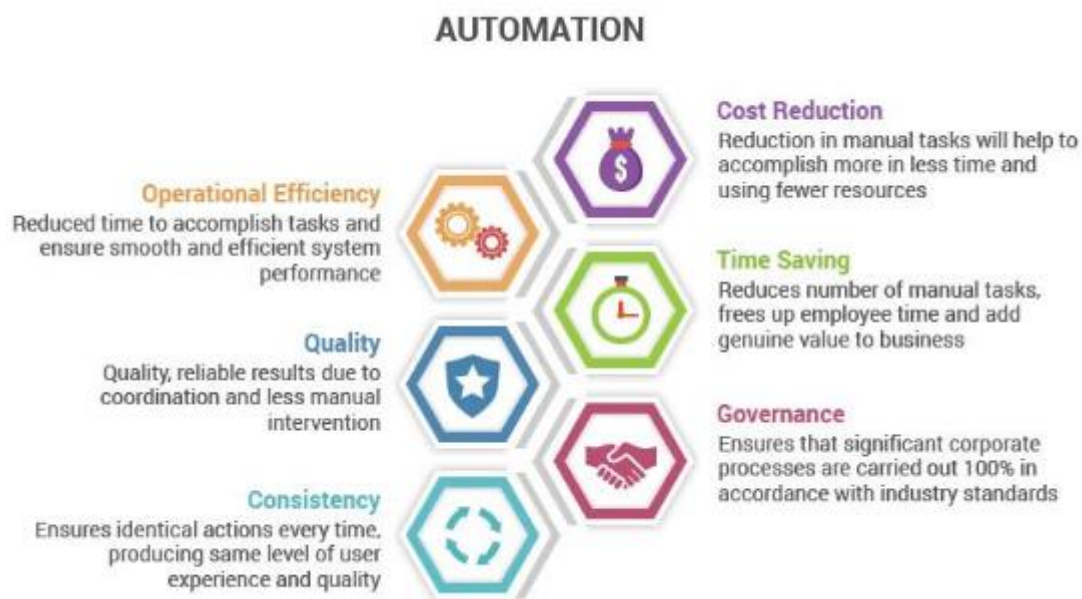 AUTOMATION
Cost Reduction
Reduction in manual tasks will help to
accomplish more in less time and
using fewer resources
Operational Efficiency
Reduced time to accomplish tasks and
ensure smooth and efficient system
performance
Time Saving
Reduces number of manual tasks,
frees up employee time and add
genuine value to business
Quality
Quality, reliable results due to
coordination and less manual
intervention
Governance
Ensures that significant corporate
processes are carried out 100% in
accordance with industry standards
Consistency
Ensures identical actions every time,
producing same level of user
experience and quality
$